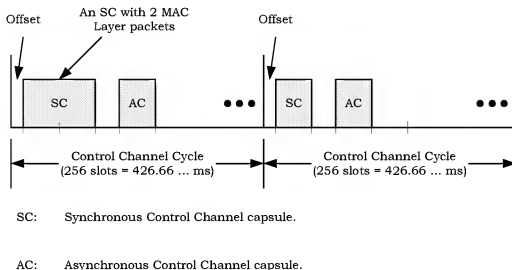 An SC with 2 MAC
Layer packets
Offset
Offset
SC
AC
SC
AC
Control Channel Cycle
(256 slots = 426.66 ... ms)
Control Channel Cycle
(256 slots = 426.66 ... ms)
SC: Synchronous Control Channel capsule.
AC: Asynchronous Control Channel capsule.